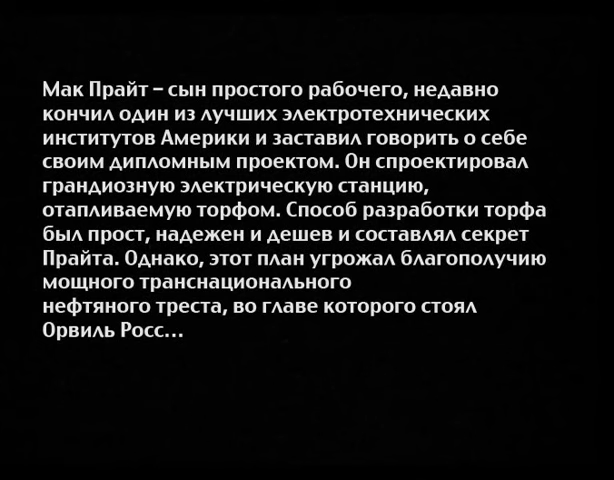 Мак Прайт – сын простого рабочего, недавно
кончил один из лучших электротехнических
институтов Америки и заставил говорить о себе
своим дипломным проектом. Он спроектировал
грандиозную электрическую станцию,
отапливаемую торфом. Способ разработки торфа
был прост, надежен и дешев и составлял секрет
Прайта. Однако, этот план угрожал благополучию
мощного транснационального
нефтяного треста, во главе которого стоял
Орвиль Росс...